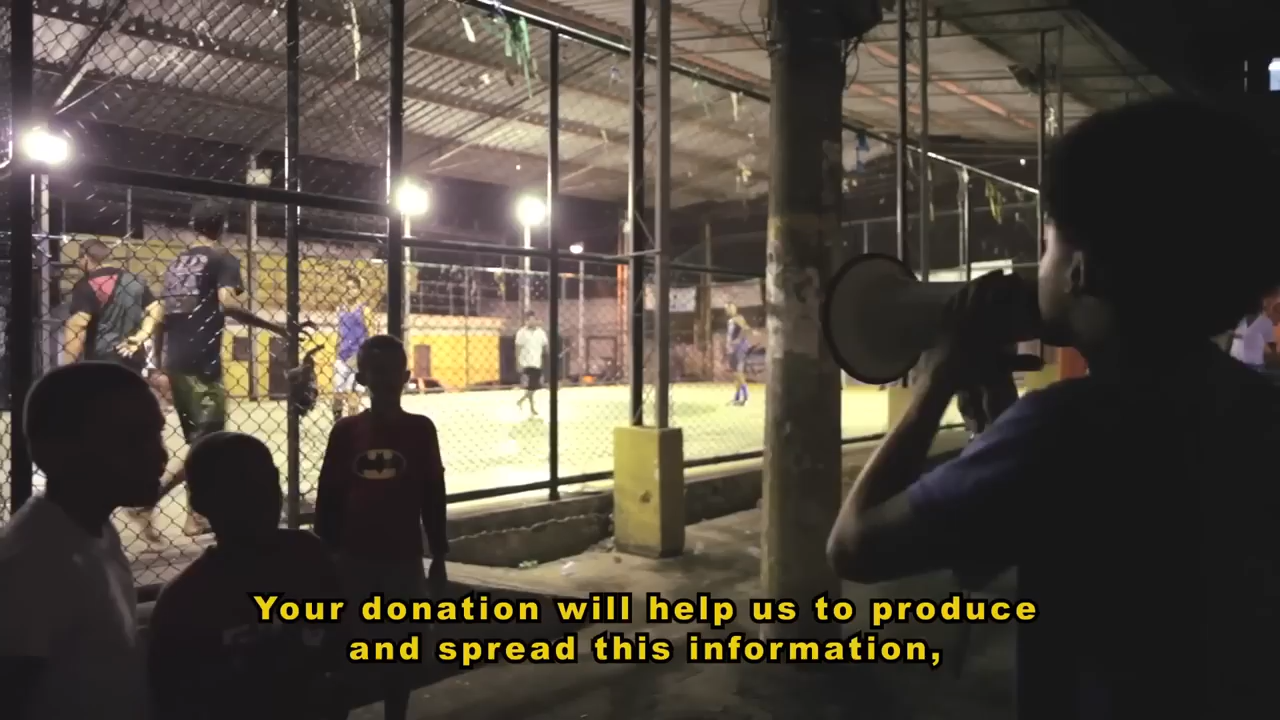 Your donation will help us to produce
and spread this information,